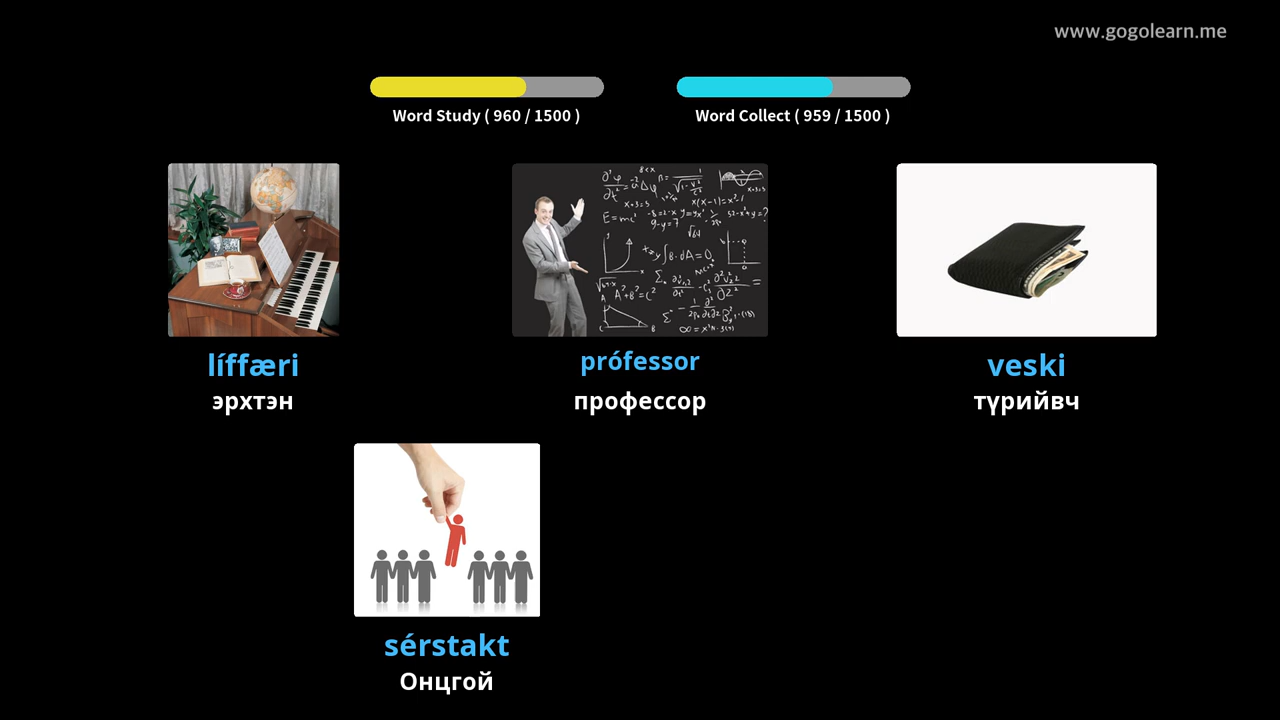 www.gogolearn.me
Word Study ( 960 / 1500 )
Word Collect ( 959 / 1500 )
líffæri
эрхтэн
prófessor
профессор
veski
түрийвч
sérstakt
Онцгой